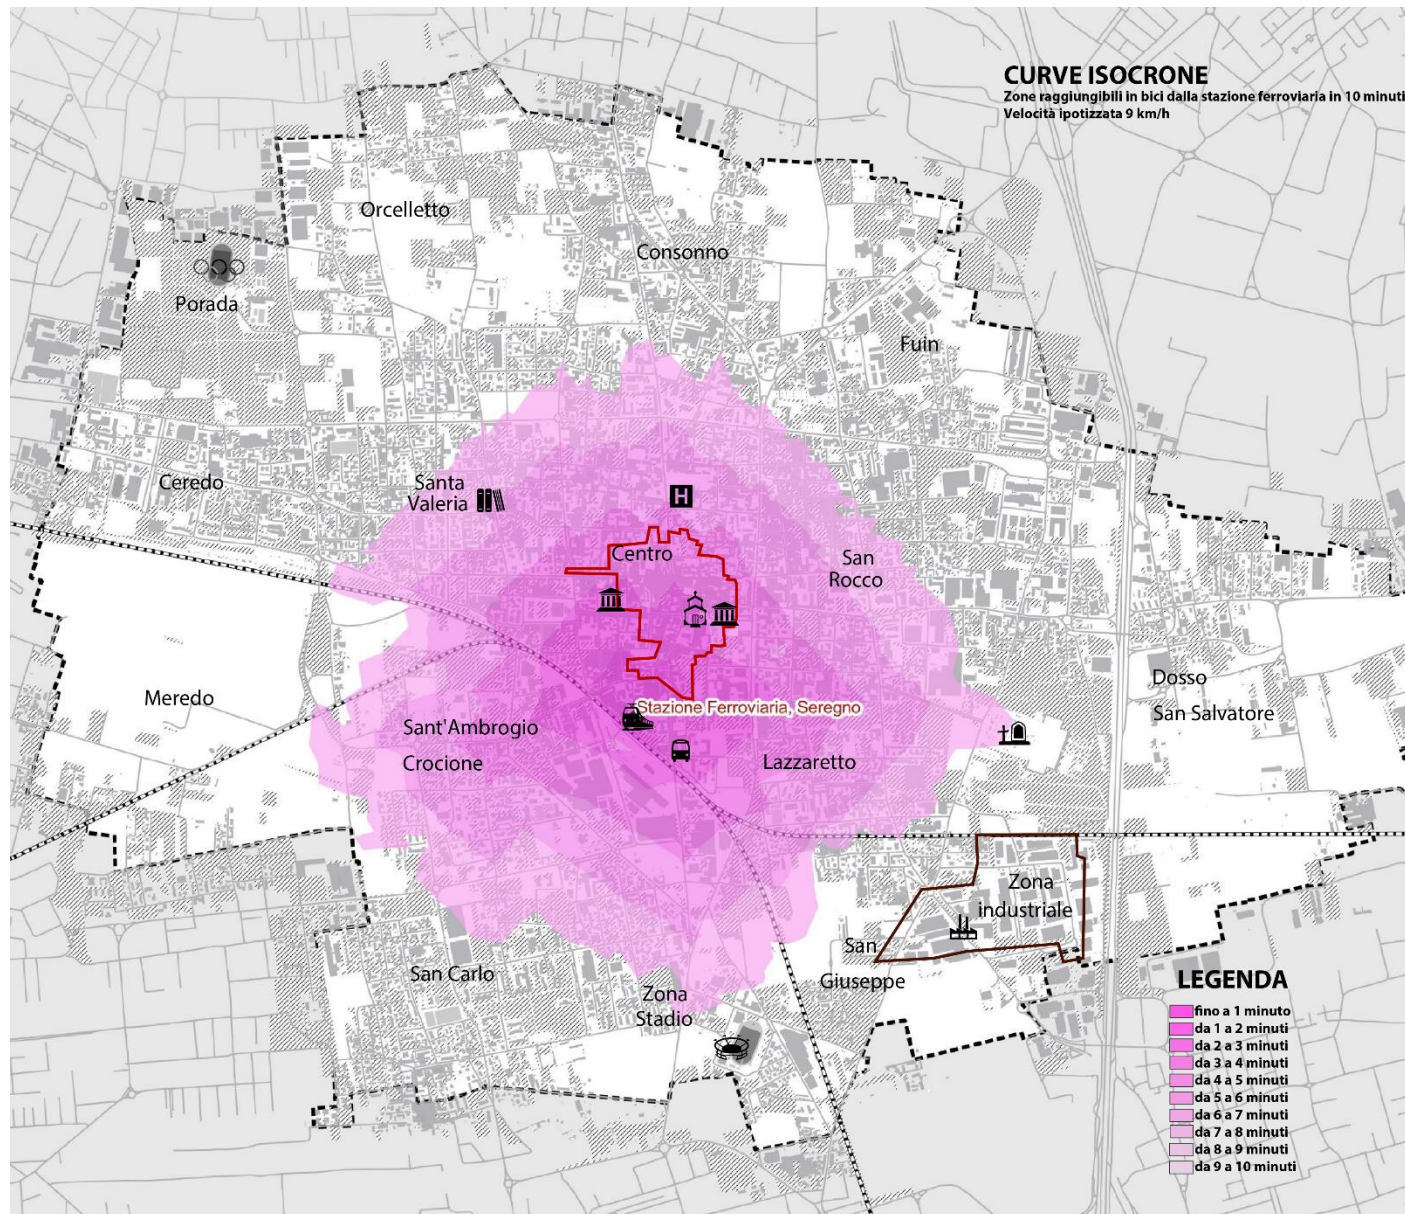 CURVE ISOCRONE
Zone raggiungibili in bici dalla stazione ferroviaria in 10 minuti
Velocità ipotizzata 9 km/h
Orcelletto
Consonno
Porada
Fuin
Ceredo
Santa
Valeria
H
Centro
San
Rocco
Meredo
Dosso
San Salvatore
Stazione Ferroviaria, Seregno
Sant'Ambrogio
Crocione
Lazzaretto
Zona
industriale
San
Giuseppe
San Carlo
Zona
Stadio
LEGENDA
fino a 1 minuto
da 1 a 2 minuti
da 2 a 3 minuti
da 3 a 4 minuti
da 4 a 5 minuti
da 5 a 6 minuti
da 6 a 7 minuti
da 7 a 8 minuti
da 8 a 9 minuti
da 9 a 10 minuti